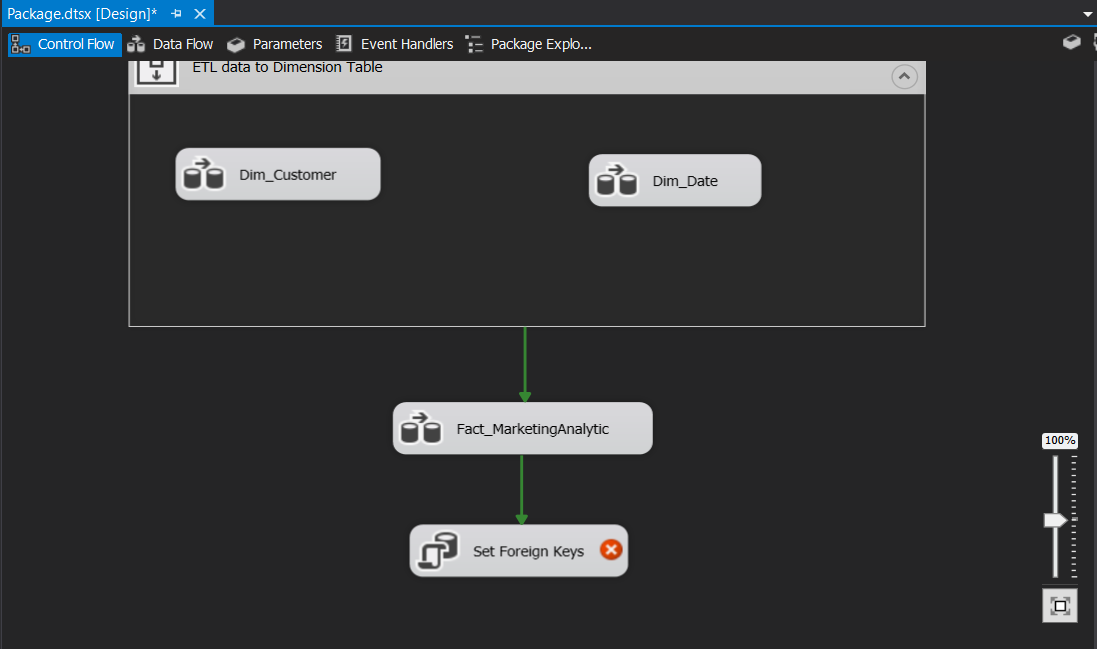 Package.dtsx [Design]*
Control Flow Data Flow Parameters Event Handlers Package Explo...
ETL data to Dimension Table
Dim_Customer
Dim_Date
Fact_MarketingAnalytic
100%
Set Foreign Keys